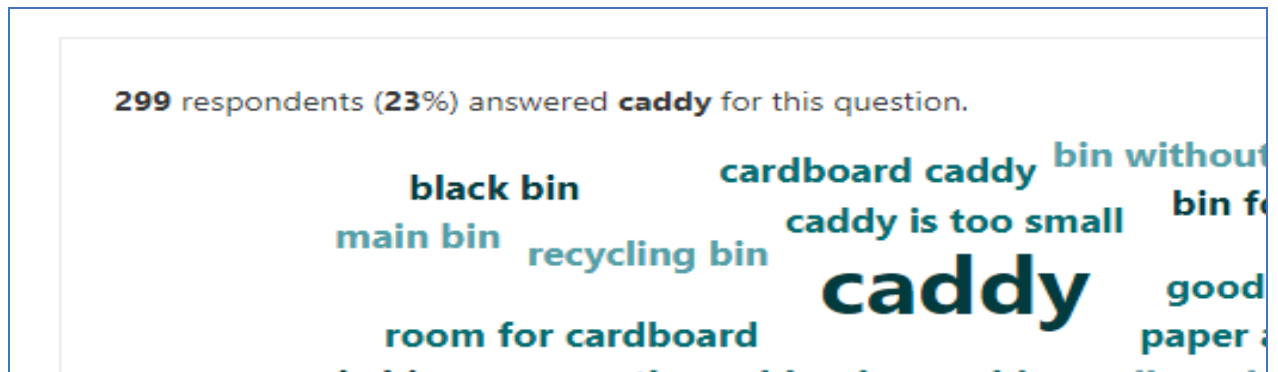 299 respondents (23%) answered caddy for this question.
bin without
cardboard caddy
black bin
bin
caddy is too small
main bin
recycling bin
caddy
good
room for cardboard
paper